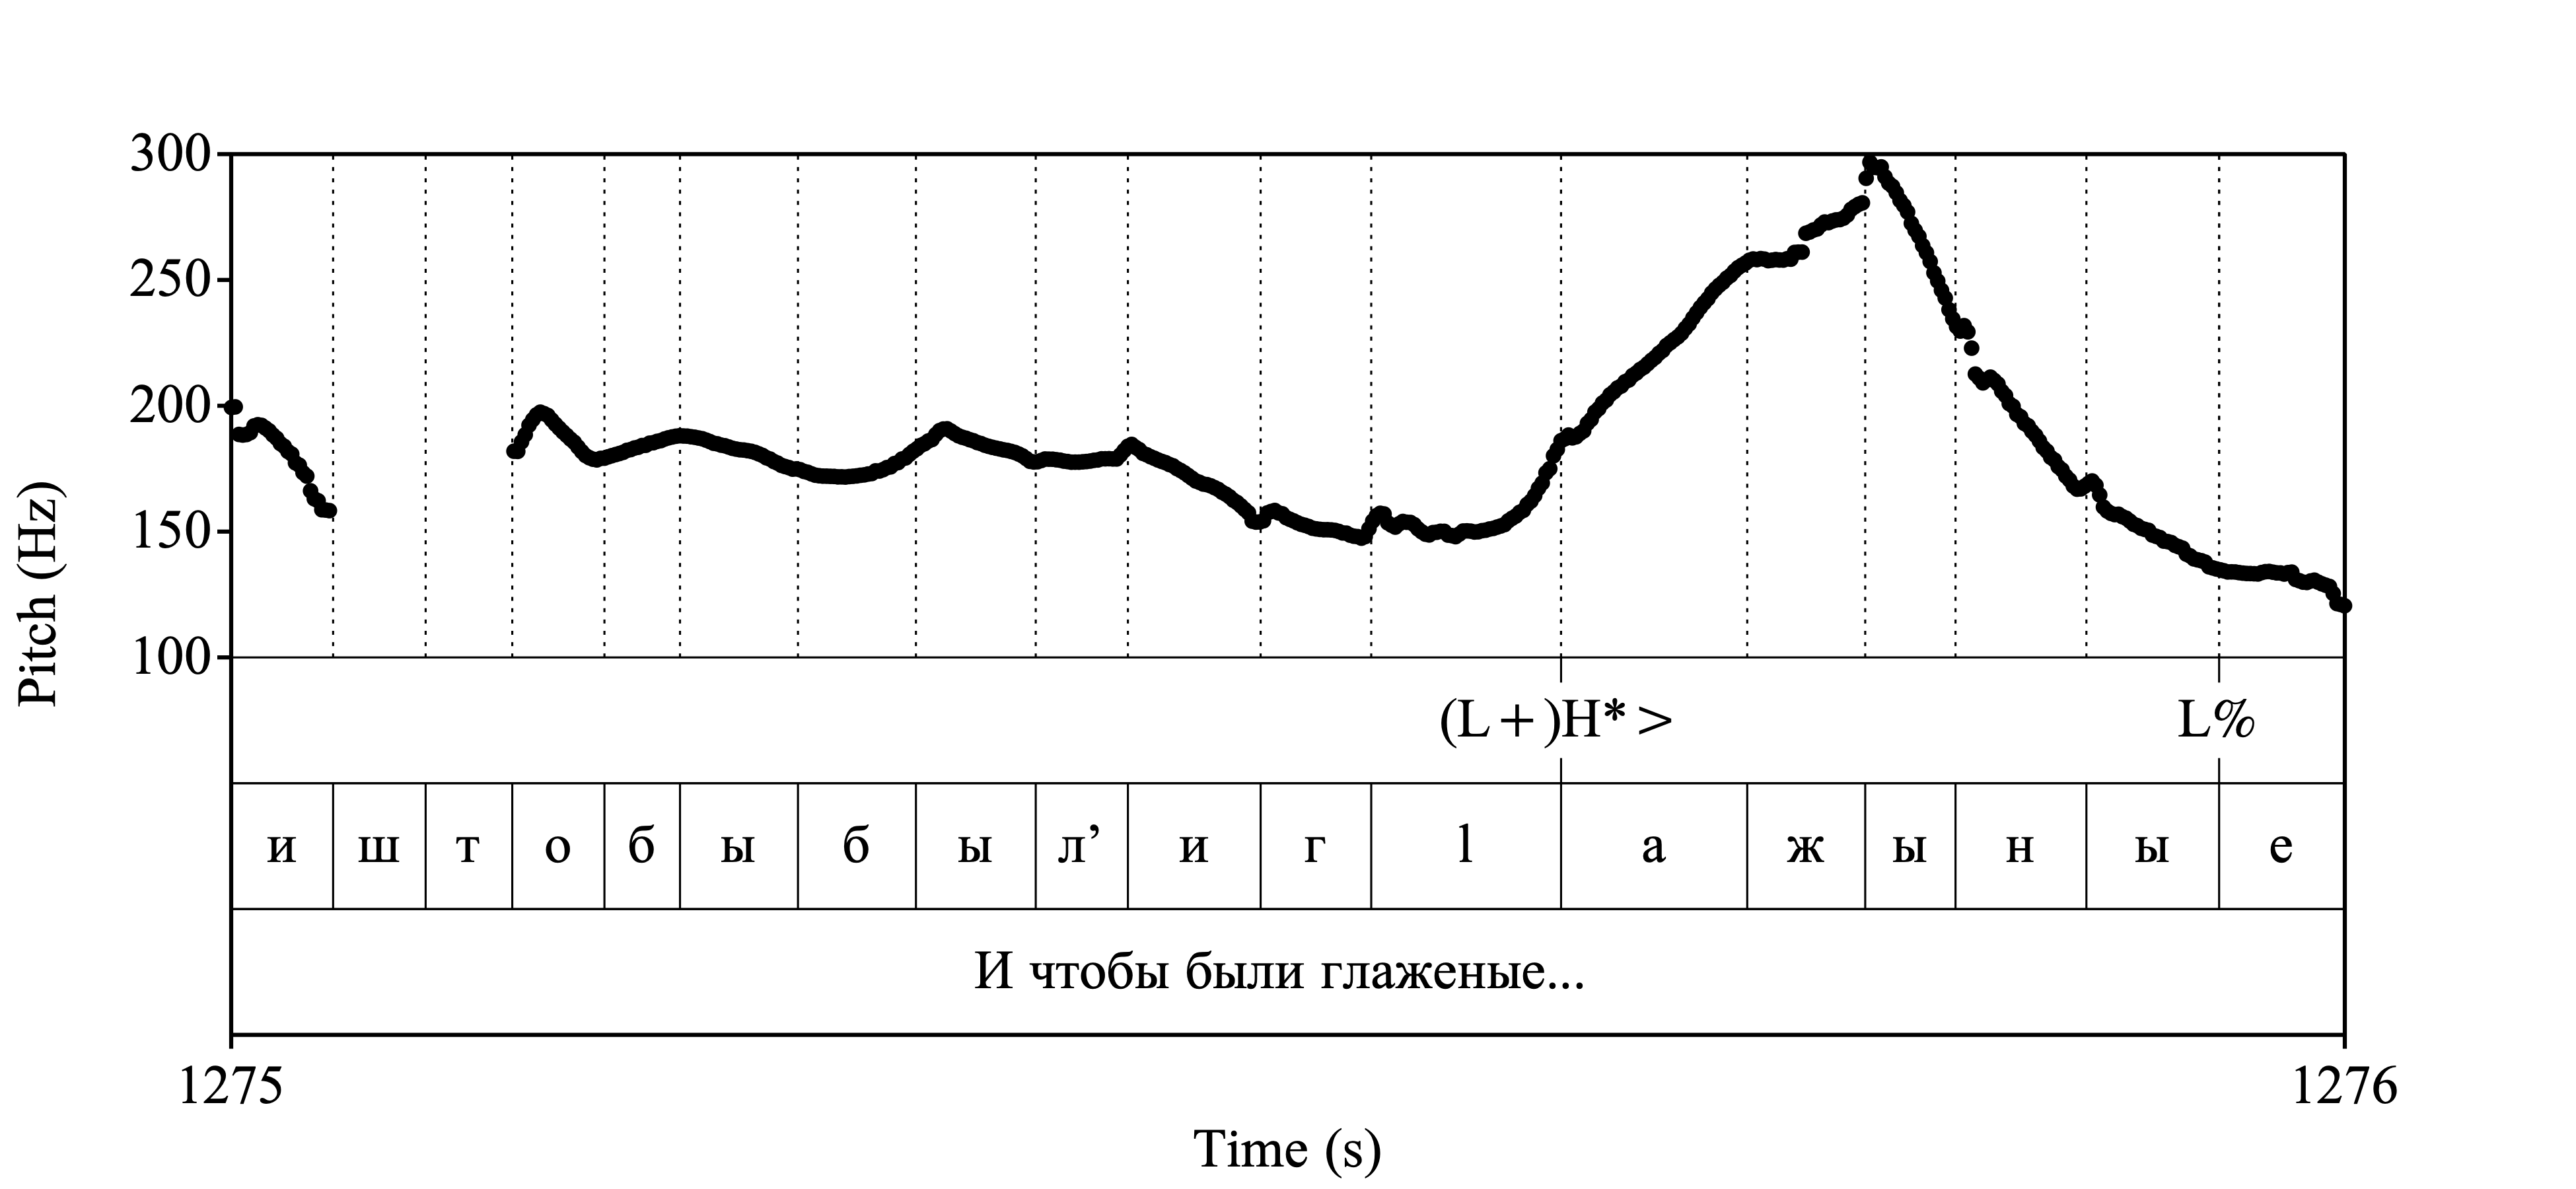 300
250
200
150
100
Pitch (Hz)
(L+)H*> L%
и ш т о б ы б ы л’ и г l а ж ы н ы е
И чтобы были глаженые...
1275 1276
Time (s)